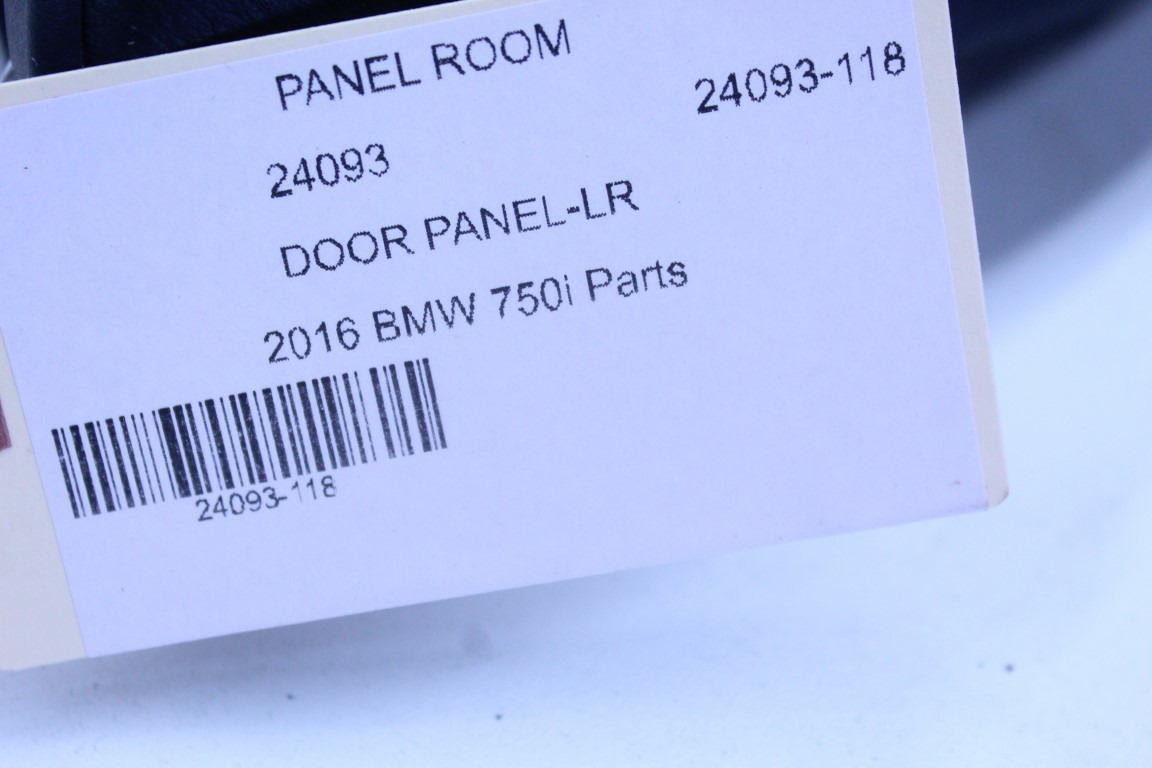 PANEL ROOM
24093-118
24093
DOOR PANEL-LR
2016 BMW 750i Parts
24093-118